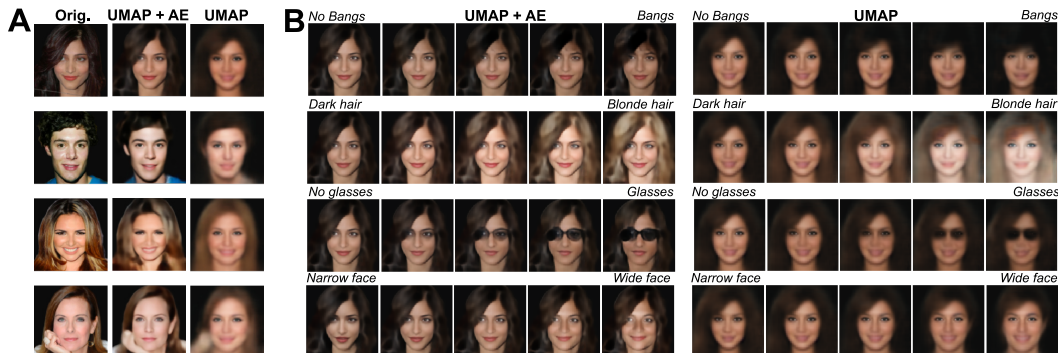 A
Orig. UMAP + AE UMAP
B
No Bangs UMAP + AE Bangs
Dark hair Blonde hair
No glasses Glasses
Narrow face Wide face
No Bangs UMAP Bangs
Dark hair Blonde hair
No glasses Glasses
Narrow face Wide face